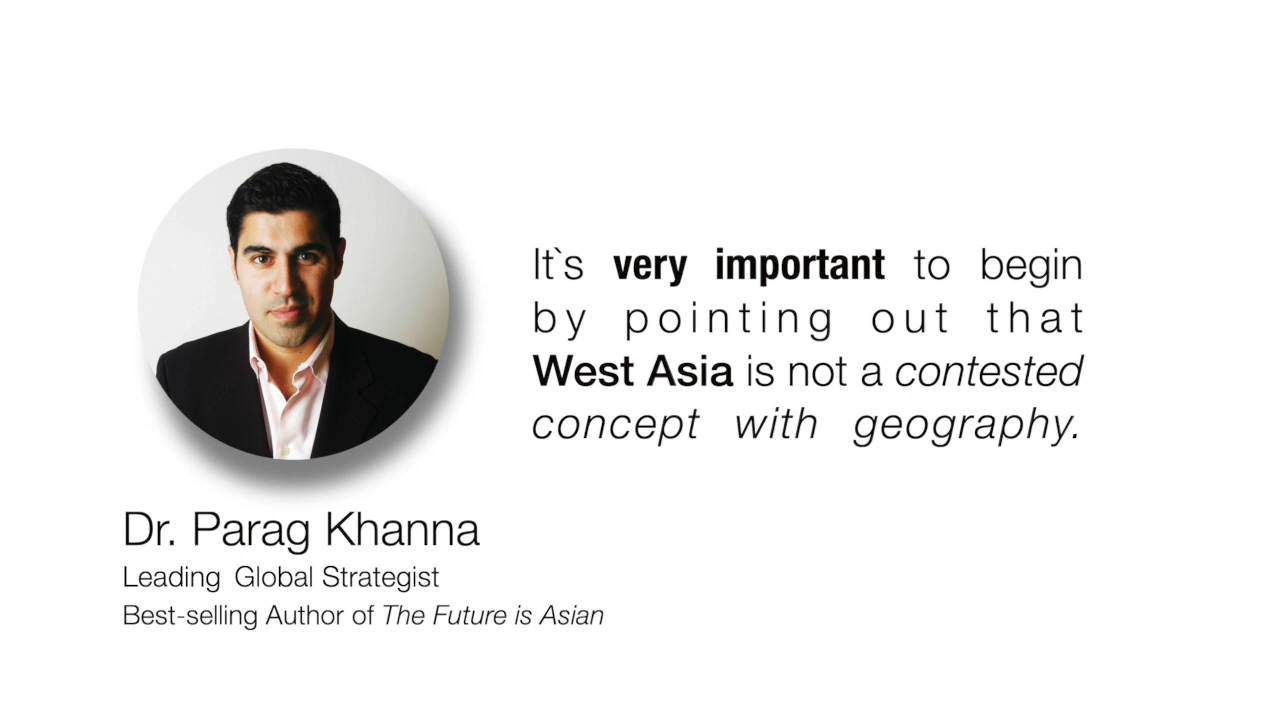 It`s very important to begin
by pointing out that
West Asia is not a contested
concept with geography.
Dr. Parag Khanna
Leading Global Strategist
Best-selling Author of The Future is Asian